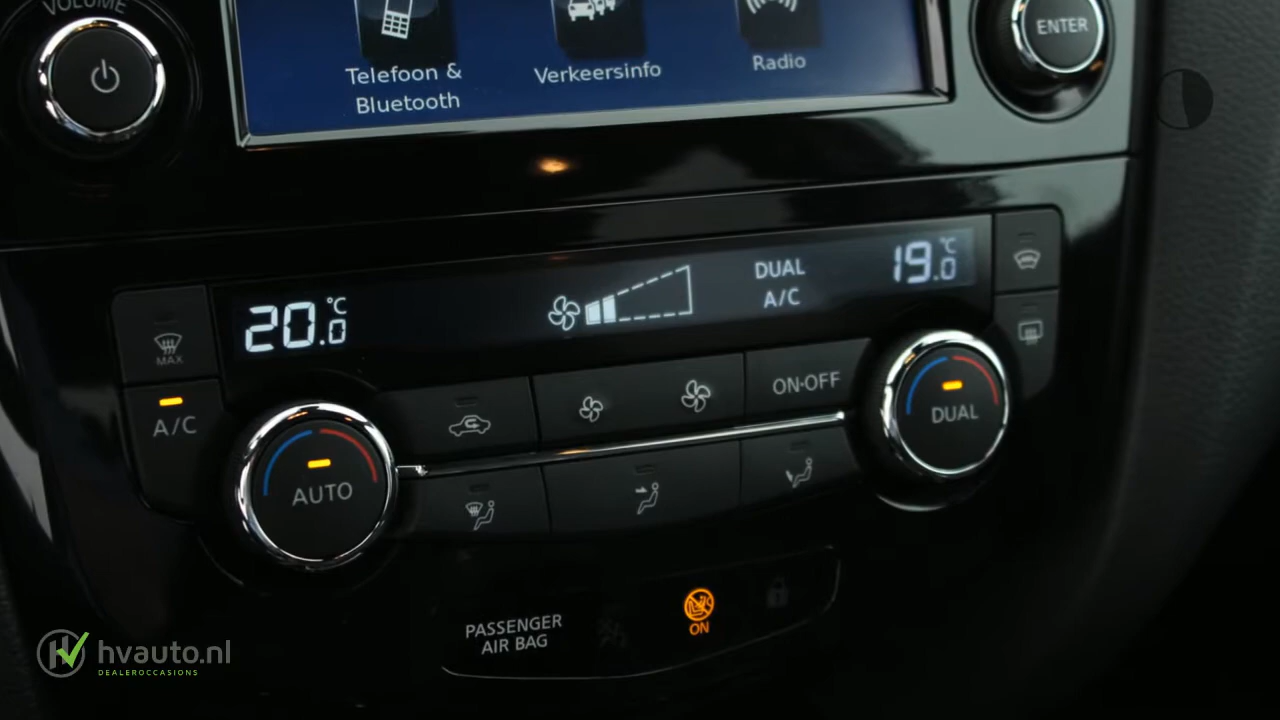 VOLUME
Telefoon &
Bluetooth
Verkeersinfo
Radio
ENTER
20.0 °C
DUAL
A/C
19.0 °C
MAX
A/C
AUTO
ON·OFF
DUAL
PASSENGER
AIR BAG
ON
hvauto.nl
DEALEROCCASIONS